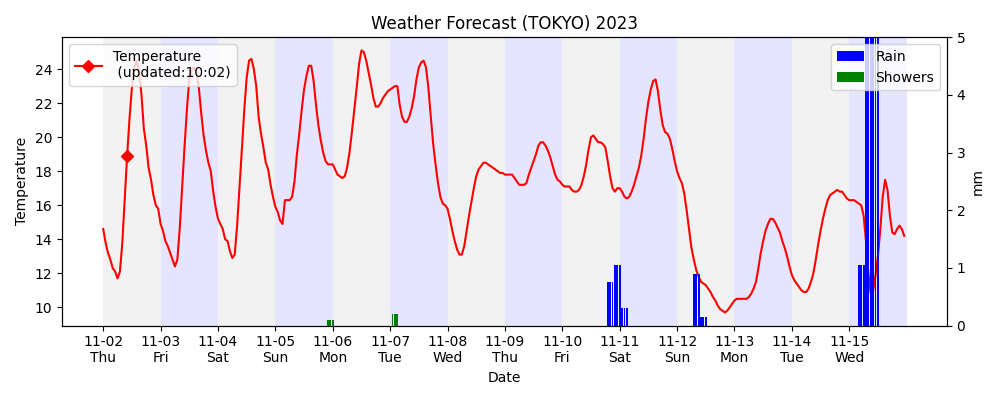 Weather Forecast (TOKYO) 2023
Temperature
(updated:10:02)
Rain
Showers
Temperature
24
22
20
18
16
14
12
10
5
4
3
2
1
0
mm
11-02 11-03 11-04 11-05 11-06 11-07 11-08 11-09 11-10 11-11 11-12 11-13 11-14 11-15
Thu Fri Sat Sun Mon Tue Wed Thu Fri Sat Sun Mon Tue Wed
Date